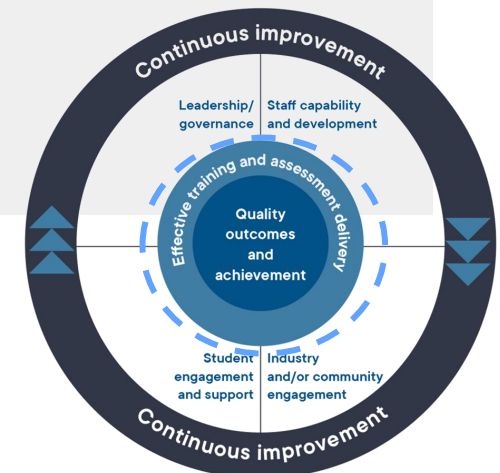 Continuous improvement
Leadership/
governance
Staff capability
and development
Effective training and assessment delivery
Quality
outcomes
and
achievement
Student
engagement
and support
Industry
and/or community
engagement
Continuous improvement